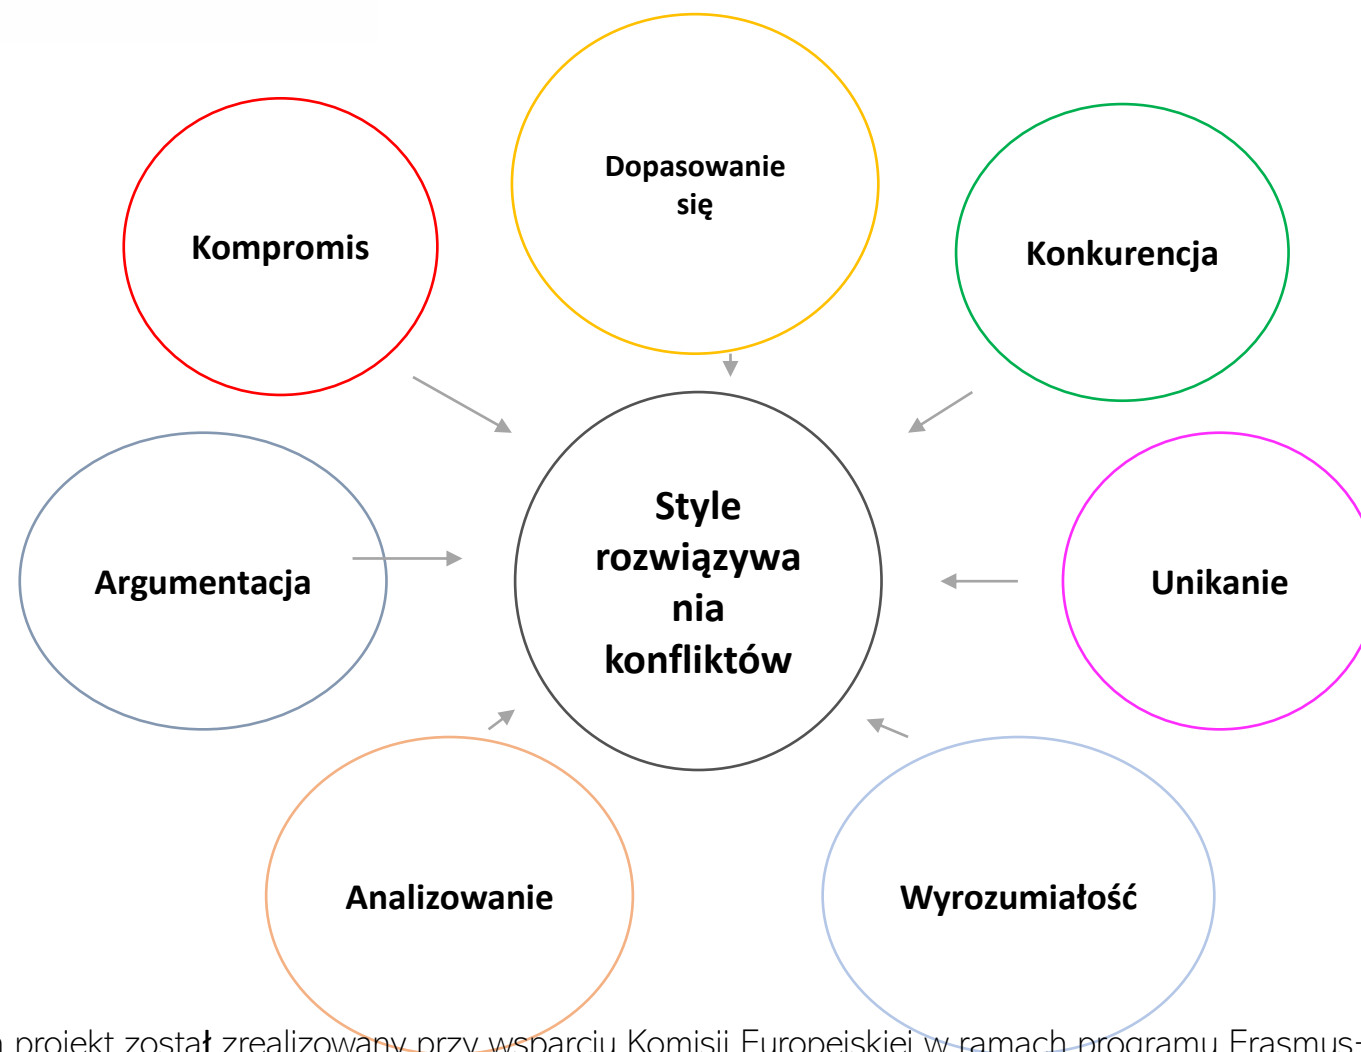 Dopasowanie
się
Kompromis
Konkurencja
Style
rozwiązywa
nia
konfliktów
Argumentacja
Unikanie
Analizowanie
Wyrozumiałość
projekt został zrealizowany przy wsparciu Komisji Europejskiej w ramach programu Erasmus-